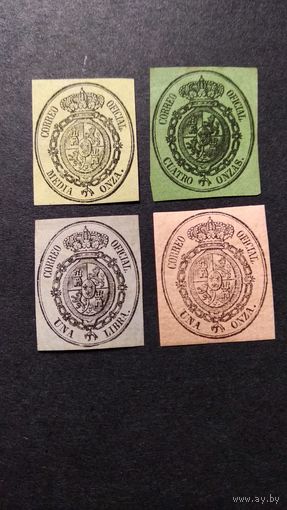 CORREO OFICIAL
MEDIA ONZA.
CORREO OFICIAL
CUATRO ONZAS.
CORREO OFICIAL
UNA LIBRA.
CORREO OFICIAL
UNA ONZA.
© www.ay.by